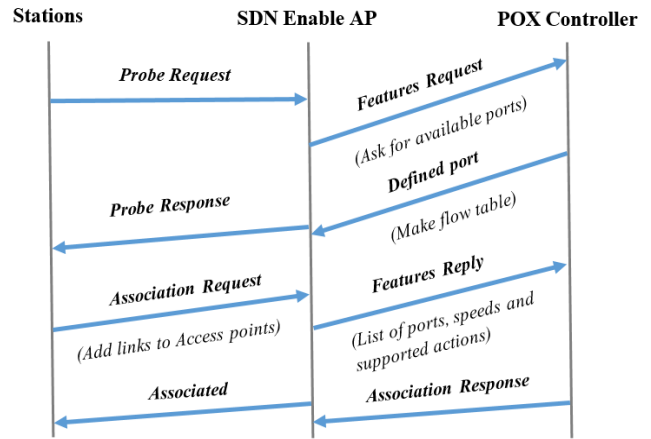 Stations
SDN Enable AP
POX Controller
Probe Request
Features Request
(Ask for available ports)
Defined port
(Make flow table)
Probe Response
Association Request
(Add links to Access points)
Features Reply
(List of ports, speeds and
supported actions)
Associated
Association Response